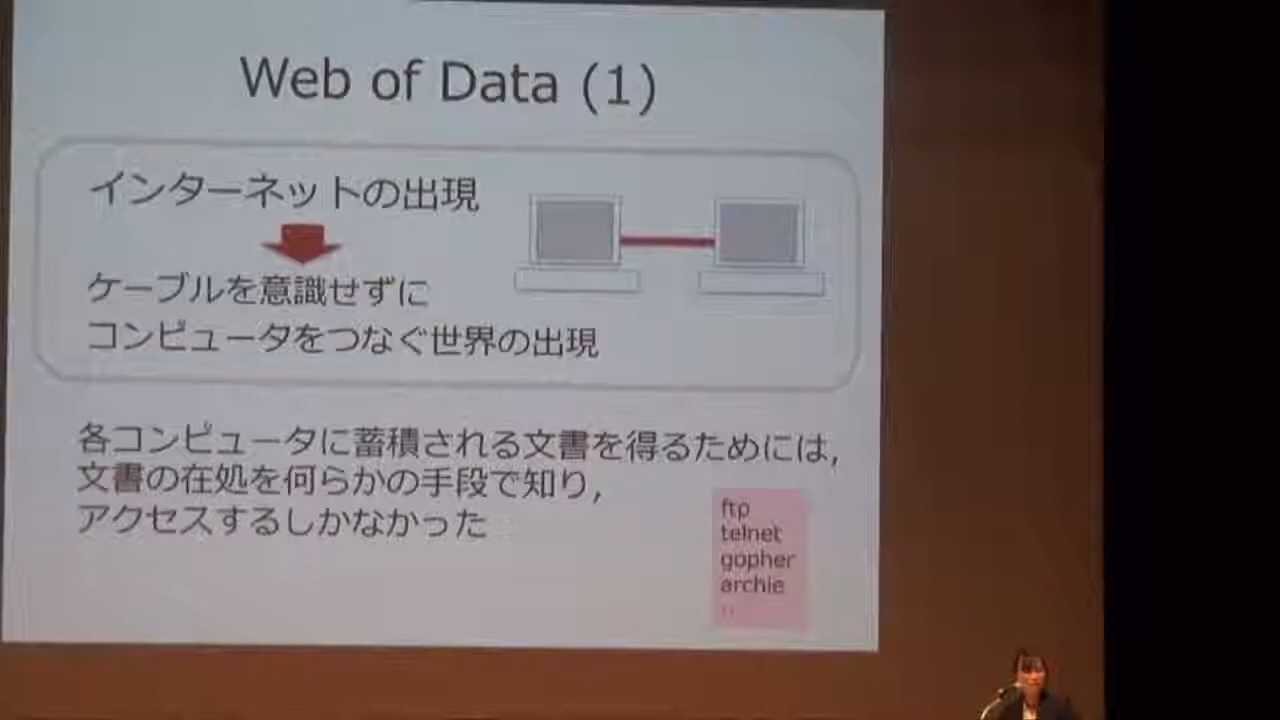 Web of Data (1)
インターネットの出現
ケーブルを意識せずに
コンピュータをつなぐ世界の出現
各コンピュータに蓄積される文書を得るためには,
文書の在処を何らかの手段で知り,
アクセスするしかなかった
ftp
telnet
gopher
archie